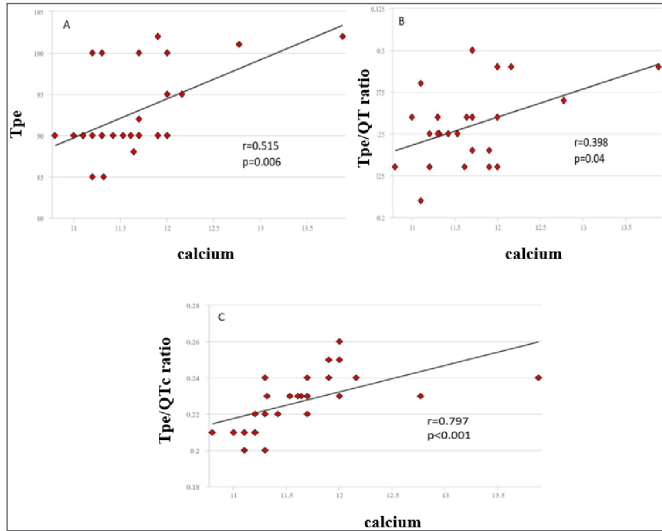 A
105
100
95
90
85
80
Tpe
r=0.515
p=0.006
11 11.5 12 12.5 13 13.5
calcium
B
0.325
0.3
0.2
Tpe/QT ratio
r=0.398
p=0.04
11 11.5 12 12.5 13 13.5
calcium
C
0.28
0.26
0.24
0.22
0.2
0.18
Tpe/QTc ratio
r=0.797
p<0.001
11 11.5 12 12.5 13 13.5
calcium